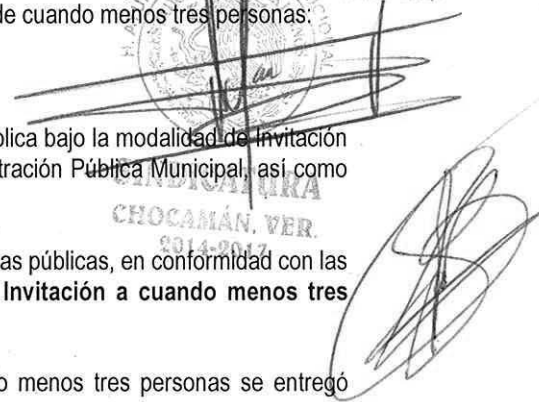 de cuando menos tres personas:
blica bajo la modalidad de Invitación
tración Pública Municipal, así como
SINDICATURA
CHOCAMÁN, VER.
2014-2017
as públicas, en conformidad con las
Invitación a cuando menos tres
o menos tres personas se entregó